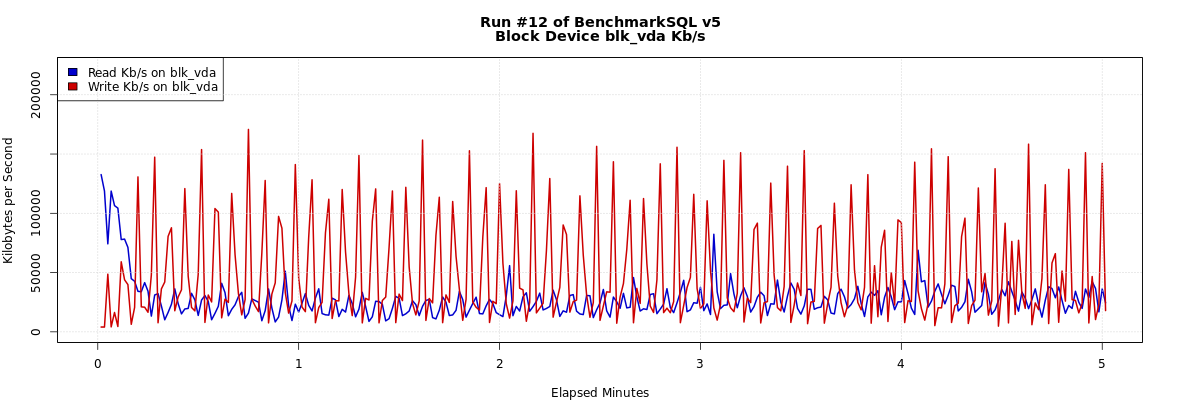 Run #12 of BenchmarkSQL v5
Block Device blk_vda Kb/s
Read Kb/s on blk_vda
Write Kb/s on blk_vda
Kilobytes per Second
200000
100000
50000
0
0 1 2 3 4 5
Elapsed Minutes